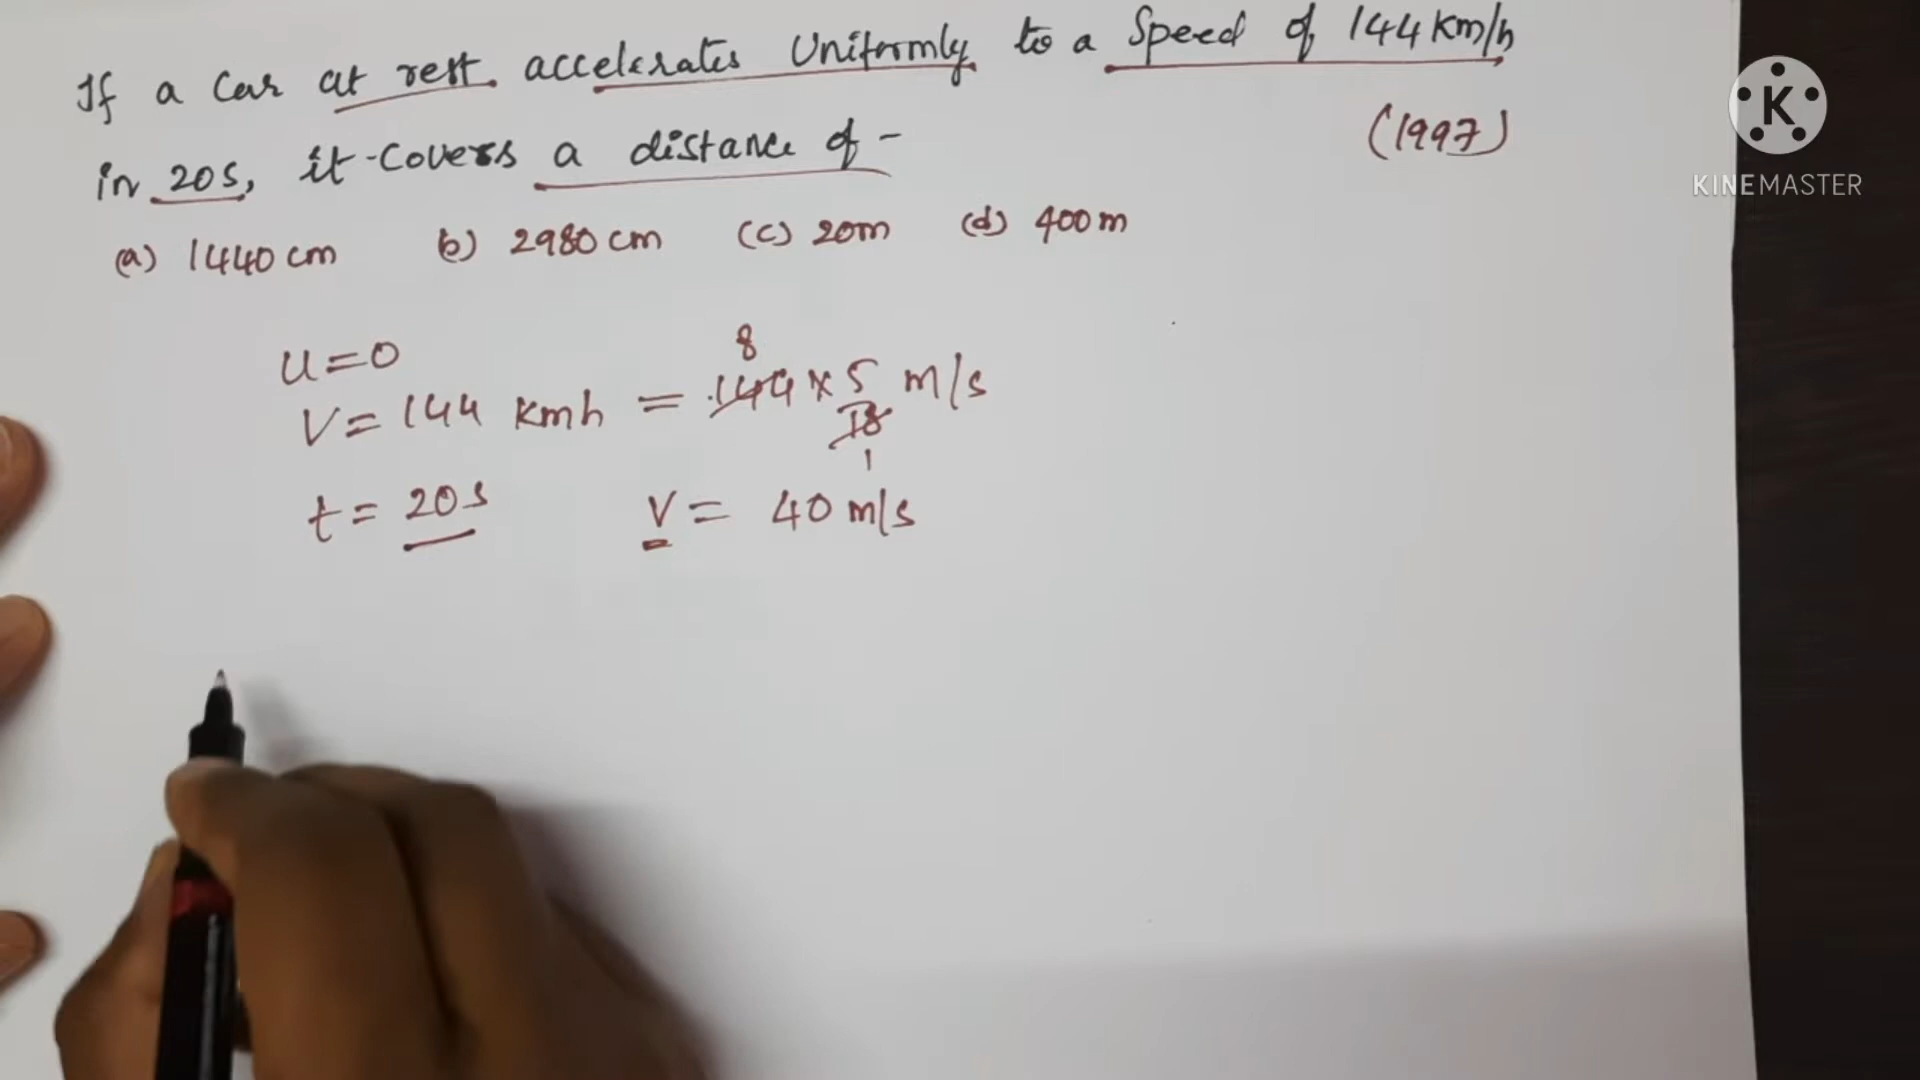 If a Car at rest accelerates Uniformly to a Speed of 144 Km/h
in 20s, it covers a distance of -
(1997)
K
KINEMASTER
(a) 1440 cm b) 2980 cm (c) 20m (d) 400m
u=0
8
V= 144 Kmh = 144 x 5 m/s
18
1
t= 20s V= 40 m/s